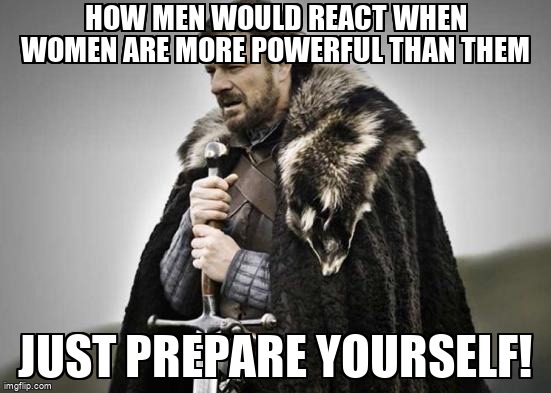 HOW MEN WOULD REACT WHEN
WOMEN ARE MORE POWERFUL THAN THEM
JUST PREPARE YOURSELF!
imgflip.com